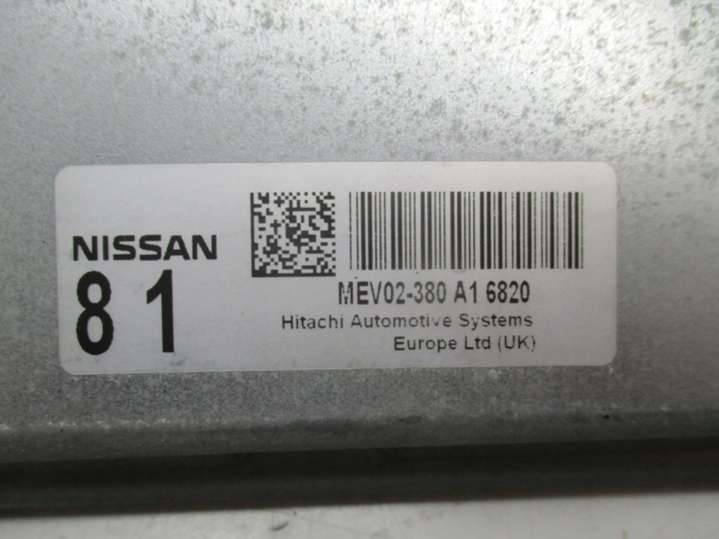 NISSAN
81
MEV02-380 A1 6820
Hitachi Automotive Systems
Europe Ltd (UK)